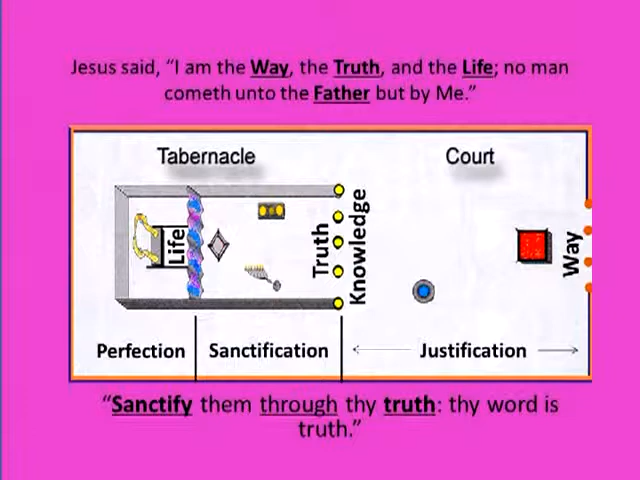 Jesus said, “I am the Way, the Truth, and the Life; no man
cometh unto the Father but by Me.”
Tabernacle
Court
Life
Truth
Knowledge
Way
Perfection
Sanctification
Justification
“Sanctify them through thy truth: thy word is
truth.”